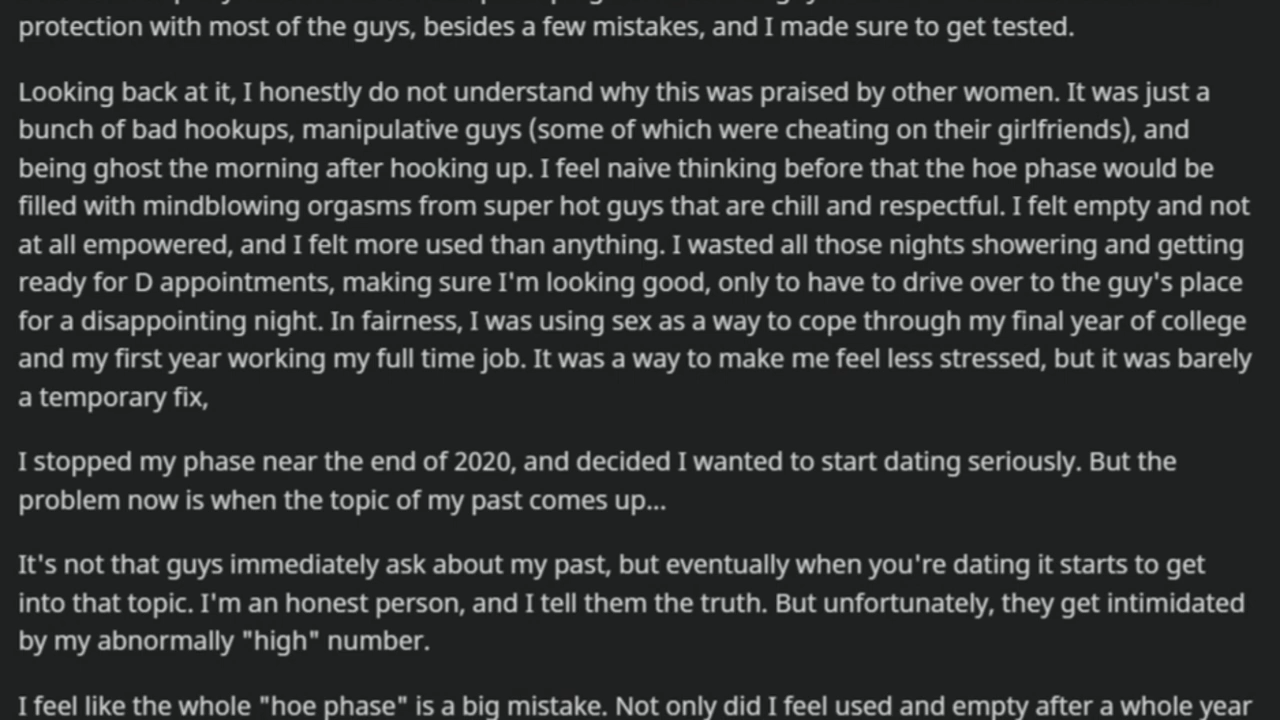 protection with most of the guys, besides a few mistakes, and I made sure to get tested.
Looking back at it, I honestly do not understand why this was praised by other women. It was just a
bunch of bad hookups, manipulative guys (some of which were cheating on their girlfriends), and
being ghost the morning after hooking up. I feel naive thinking before that the hoe phase would be
filled with mindblowing orgasms from super hot guys that are chill and respectful. I felt empty and not
at all empowered, and I felt more used than anything. I wasted all those nights showering and getting
ready for D appointments, making sure I'm looking good, only to have to drive over to the guy's place
for a disappointing night. In fairness, I was using sex as a way to cope through my final year of college
and my first year working my full time job. It was a way to make me feel less stressed, but it was barely
a temporary fix,
I stopped my phase near the end of 2020, and decided I wanted to start dating seriously. But the
problem now is when the topic of my past comes up...
It's not that guys immediately ask about my past, but eventually when you're dating it starts to get
into that topic. I'm an honest person, and I tell them the truth. But unfortunately, they get intimidated
by my abnormally "high" number.
I feel like the whole "hoe phase" is a big mistake. Not only did I feel used and empty after a whole year